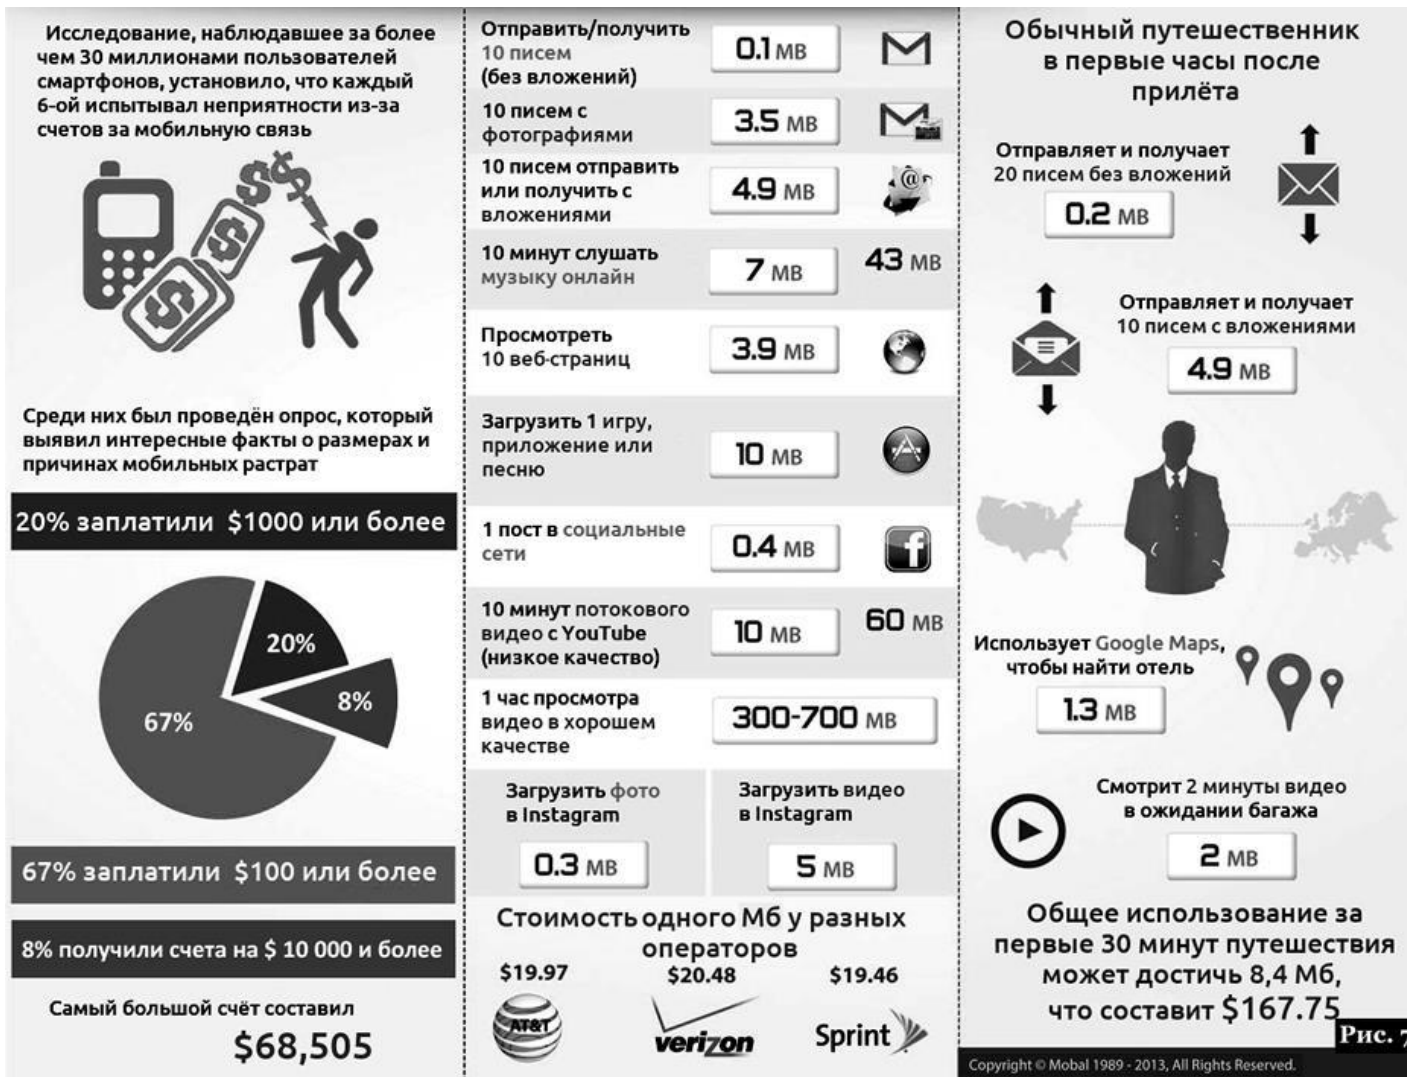 Исследование, наблюдавшее за более
чем 30 миллионами пользователей
смартфонов, установило, что каждый
6-ой испытывал неприятности из-за
счетов за мобильную связь
Среди них был проведён опрос, который
выявил интересные факты о размерах и
причинах мобильных растрат
20% заплатили $1000 или более
20%
8%
67%
67% заплатили $100 или более
8% получили счета на $ 10 000 и более
Самый большой счёт составил
$68,505
Отправить/получить
10 писем
(без вложений)
0.1 MB
10 писем с
фотографиями
3.5 MB
10 писем отправить
или получить с
вложениями
4.9 MB
@
10 минут слушать
музыку онлайн
7 MB
43 MB
Просмотреть
10 веб-страниц
3.9 MB
Загрузить 1 игру,
приложение или
песню
10 MB
1 пост в социальные
сети
0.4 MB
f
10 минут потокового
видео с YouTube
(низкое качество)
10 MB
60 MB
1 час просмотра
видео в хорошем
качестве
300-700 MB
Загрузить фото
в Instagram
0.3 MB
Загрузить видео
в Instagram
5 MB
Стоимость одного Мб у разных
операторов
$19.97
$20.48
$19.46
AT&T
verizon
Sprint
Обычный путешественник
в первые часы после
прилёта
Отправляет и получает
20 писем без вложений
0.2 MB
Отправляет и получает
10 писем с вложениями
4.9 MB
Использует Google Maps,
чтобы найти отель
1.3 MB
Смотрит 2 минуты видео
в ожидании багажа
2 MB
Общее использование за
первые 30 минут путешествия
может достичь 8,4 Мб,
что составит $167.75
Рис. 7
Copyright © Mobal 1989 - 2013, All Rights Reserved.